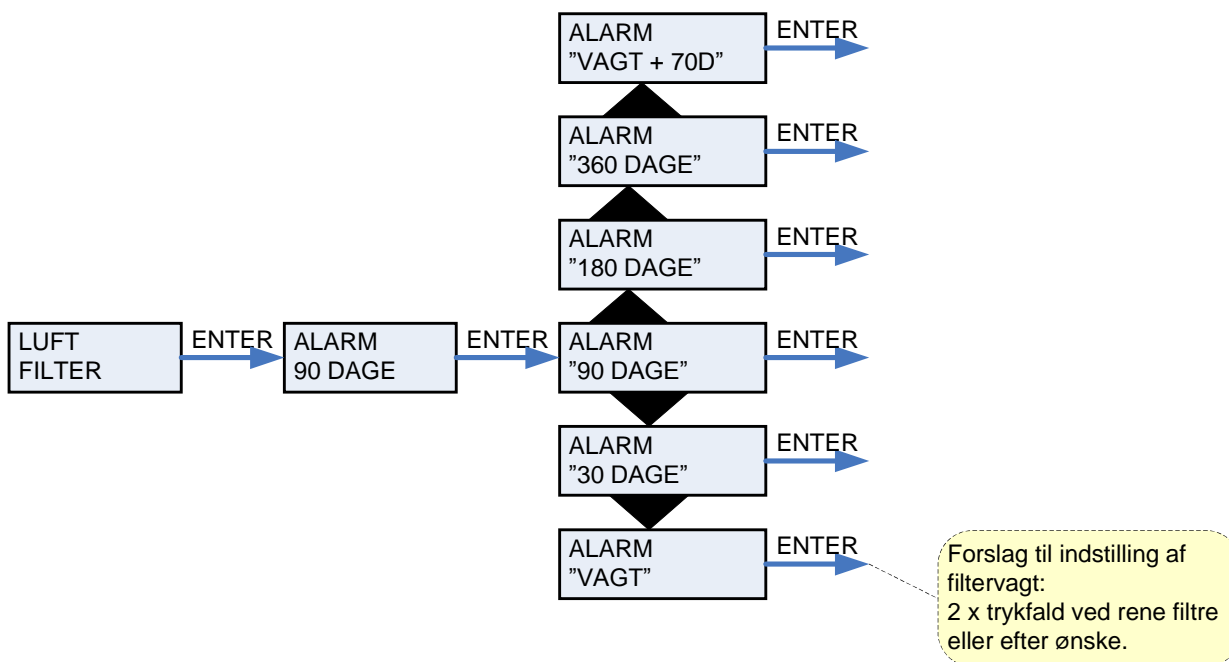 ALARM
”VAGT + 70D”
ENTER
ALARM
”360 DAGE”
ENTER
ALARM
”180 DAGE”
ENTER
LUFT
FILTER
ENTER
ALARM
90 DAGE
ENTER
ALARM
”90 DAGE”
ENTER
ALARM
”30 DAGE”
ENTER
ALARM
”VAGT”
ENTER
Forslag til indstilling af
filtervagt:
2 x trykfald ved rene filtre
eller efter ønske.